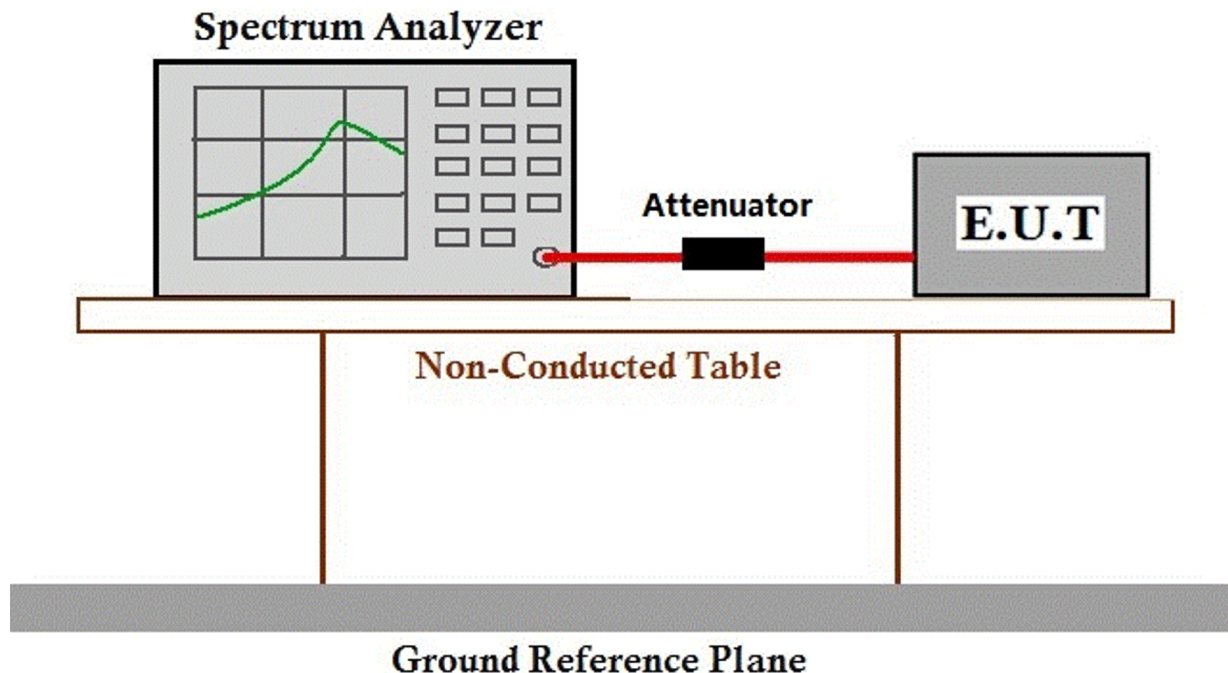 Spectrum Analyzer
Attenuator
E.U.T
Non-Conducted Table
Ground Reference Plane